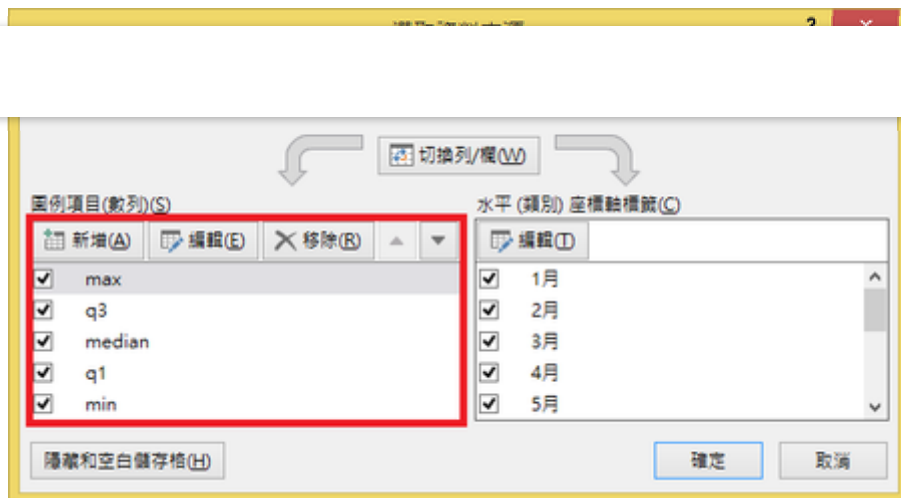 ?
切換列/欄(W)
圖例項目(數列)(S)
水平 (類別) 座標軸標籤(C)
新增(A) 編輯(E) 移除(R)
編輯(T)
max
q3
median
q1
min
1月
2月
3月
4月
5月
隱藏和空白儲存格(H)
確定 取消